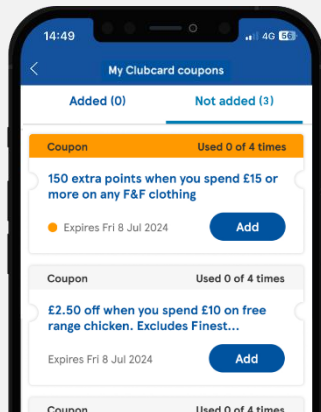 14:49
4G 56
My Clubcard coupons
Added (0)
Not added (3)
Coupon
Used 0 of 4 times
150 extra points when you spend £15 or
more on any F&F clothing
Expires Fri 8 Jul 2024
Add
Coupon
Used 0 of 4 times
£2.50 off when you spend £10 on free
range chicken. Excludes Finest...
Expires Fri 8 Jul 2024
Add
Coupon
Used 0 of 4 times